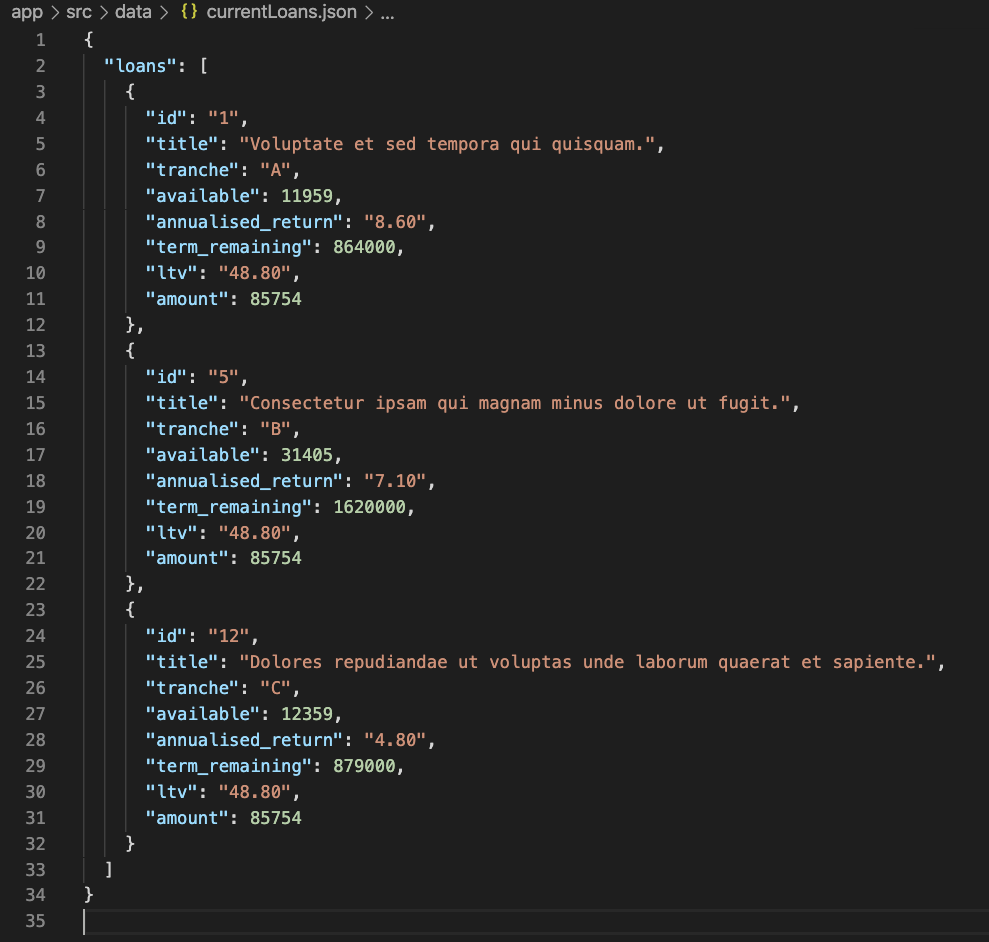 app > src > data > {} currentLoans.json > ...
1 {
2 "loans": [
3 {
4 "id": "1",
5 "title": "Voluptate et sed tempora qui quisquam.",
6 "tranche": "A",
7 "available": 11959,
8 "annualised_return": "8.60",
9 "term_remaining": 864000,
10 "ltv": "48.80",
11 "amount": 85754
12 },
13 {
14 "id": "5",
15 "title": "Consectetur ipsam qui magnam minus dolore ut fugit.",
16 "tranche": "B",
17 "available": 31405,
18 "annualised_return": "7.10",
19 "term_remaining": 1620000,
20 "ltv": "48.80",
21 "amount": 85754
22 },
23 {
24 "id": "12",
25 "title": "Dolores repudiandae ut voluptas unde laborum quaerat et sapiente.",
26 "tranche": "C",
27 "available": 12359,
28 "annualised_return": "4.80",
29 "term_remaining": 879000,
30 "ltv": "48.80",
31 "amount": 85754
32 }
33 ]
34 }
35